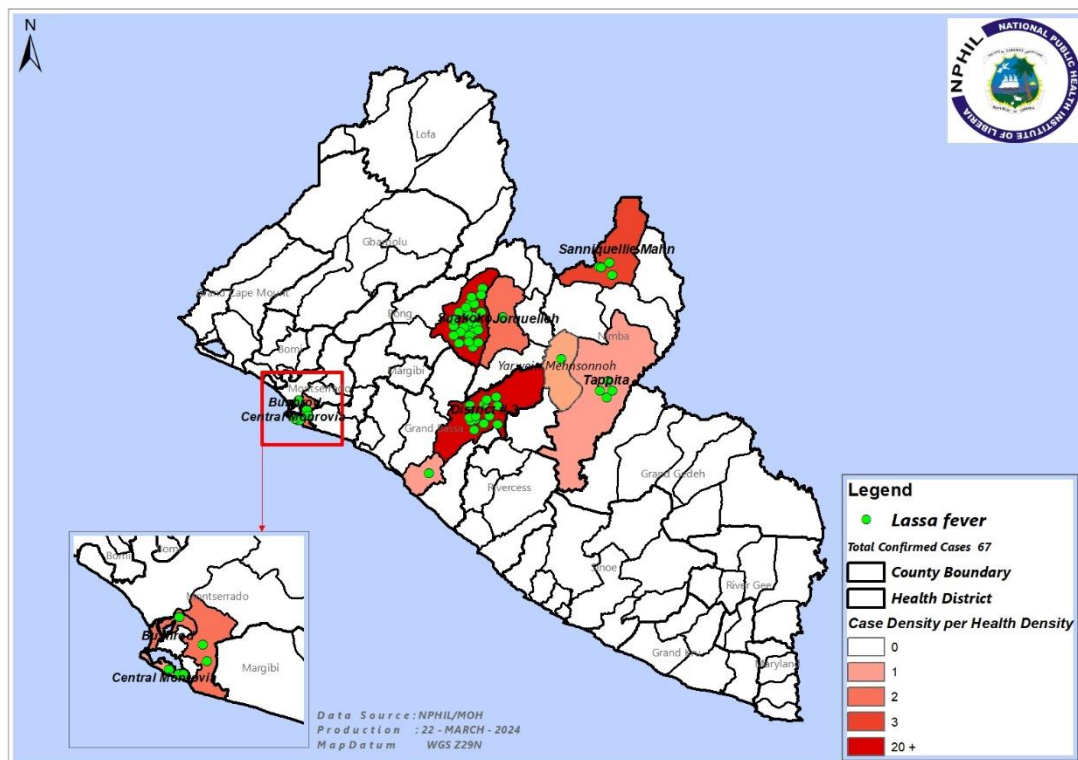 N
NPHIL
NATIONAL PUBLIC HEALTH
INSTITUTE OF LIBERIA
Lofa
Gbarpolu
Sanniquellie Mahn
Grand Cape Mount
Bong
Suakoko
Jorquelleh
Nimba
Bomi
Margibi
Yarwein Mehnsonnoh
Tappita
Montserrado
Bushrod
Central Monrovia
District # 3
Grand Bassa
Rivercess
Grand Gedeh
Sinoe
River Gee
Grand Kru
Maryland
Bomi
Bomi
Montserrado
Bushrod
Central Monrovia
Margibi
Data Source:NPHIL/MOH
Production : 22 - MARCH - 2024
MapDatum WGS Z29N
Legend
Lassa fever
Total Confirmed Cases 67
County Boundary
Health District
Case Density per Health Density
0
1
2
3
20 +